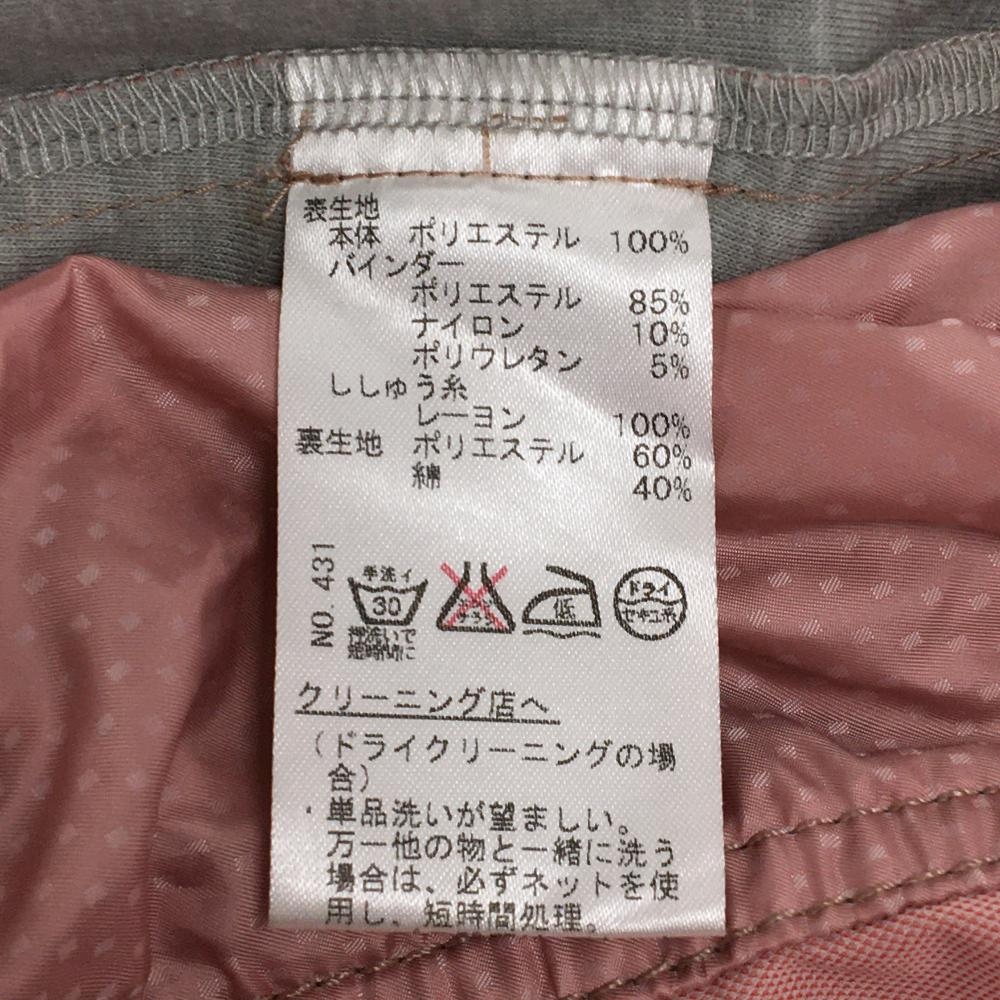 表生地
本体 ポリエステル 100%
バインダー
ポリエステル 85%
ナイロン 10%
ポリウレタン 5%
ししゅう糸
レーヨン 100%
裏生地 ポリエステル 60%
綿 40%
NO. 431
手洗イ
30
押洗いで
短時間に
エンソ
サラシ
低
ドライ
セキユ系
クリーニング店へ
(ドライクリーニングの場
合)
・単品洗いが望ましい。
万一他の物と一緒に洗う
場合は、必ずネットを使
用し、短時間処理。